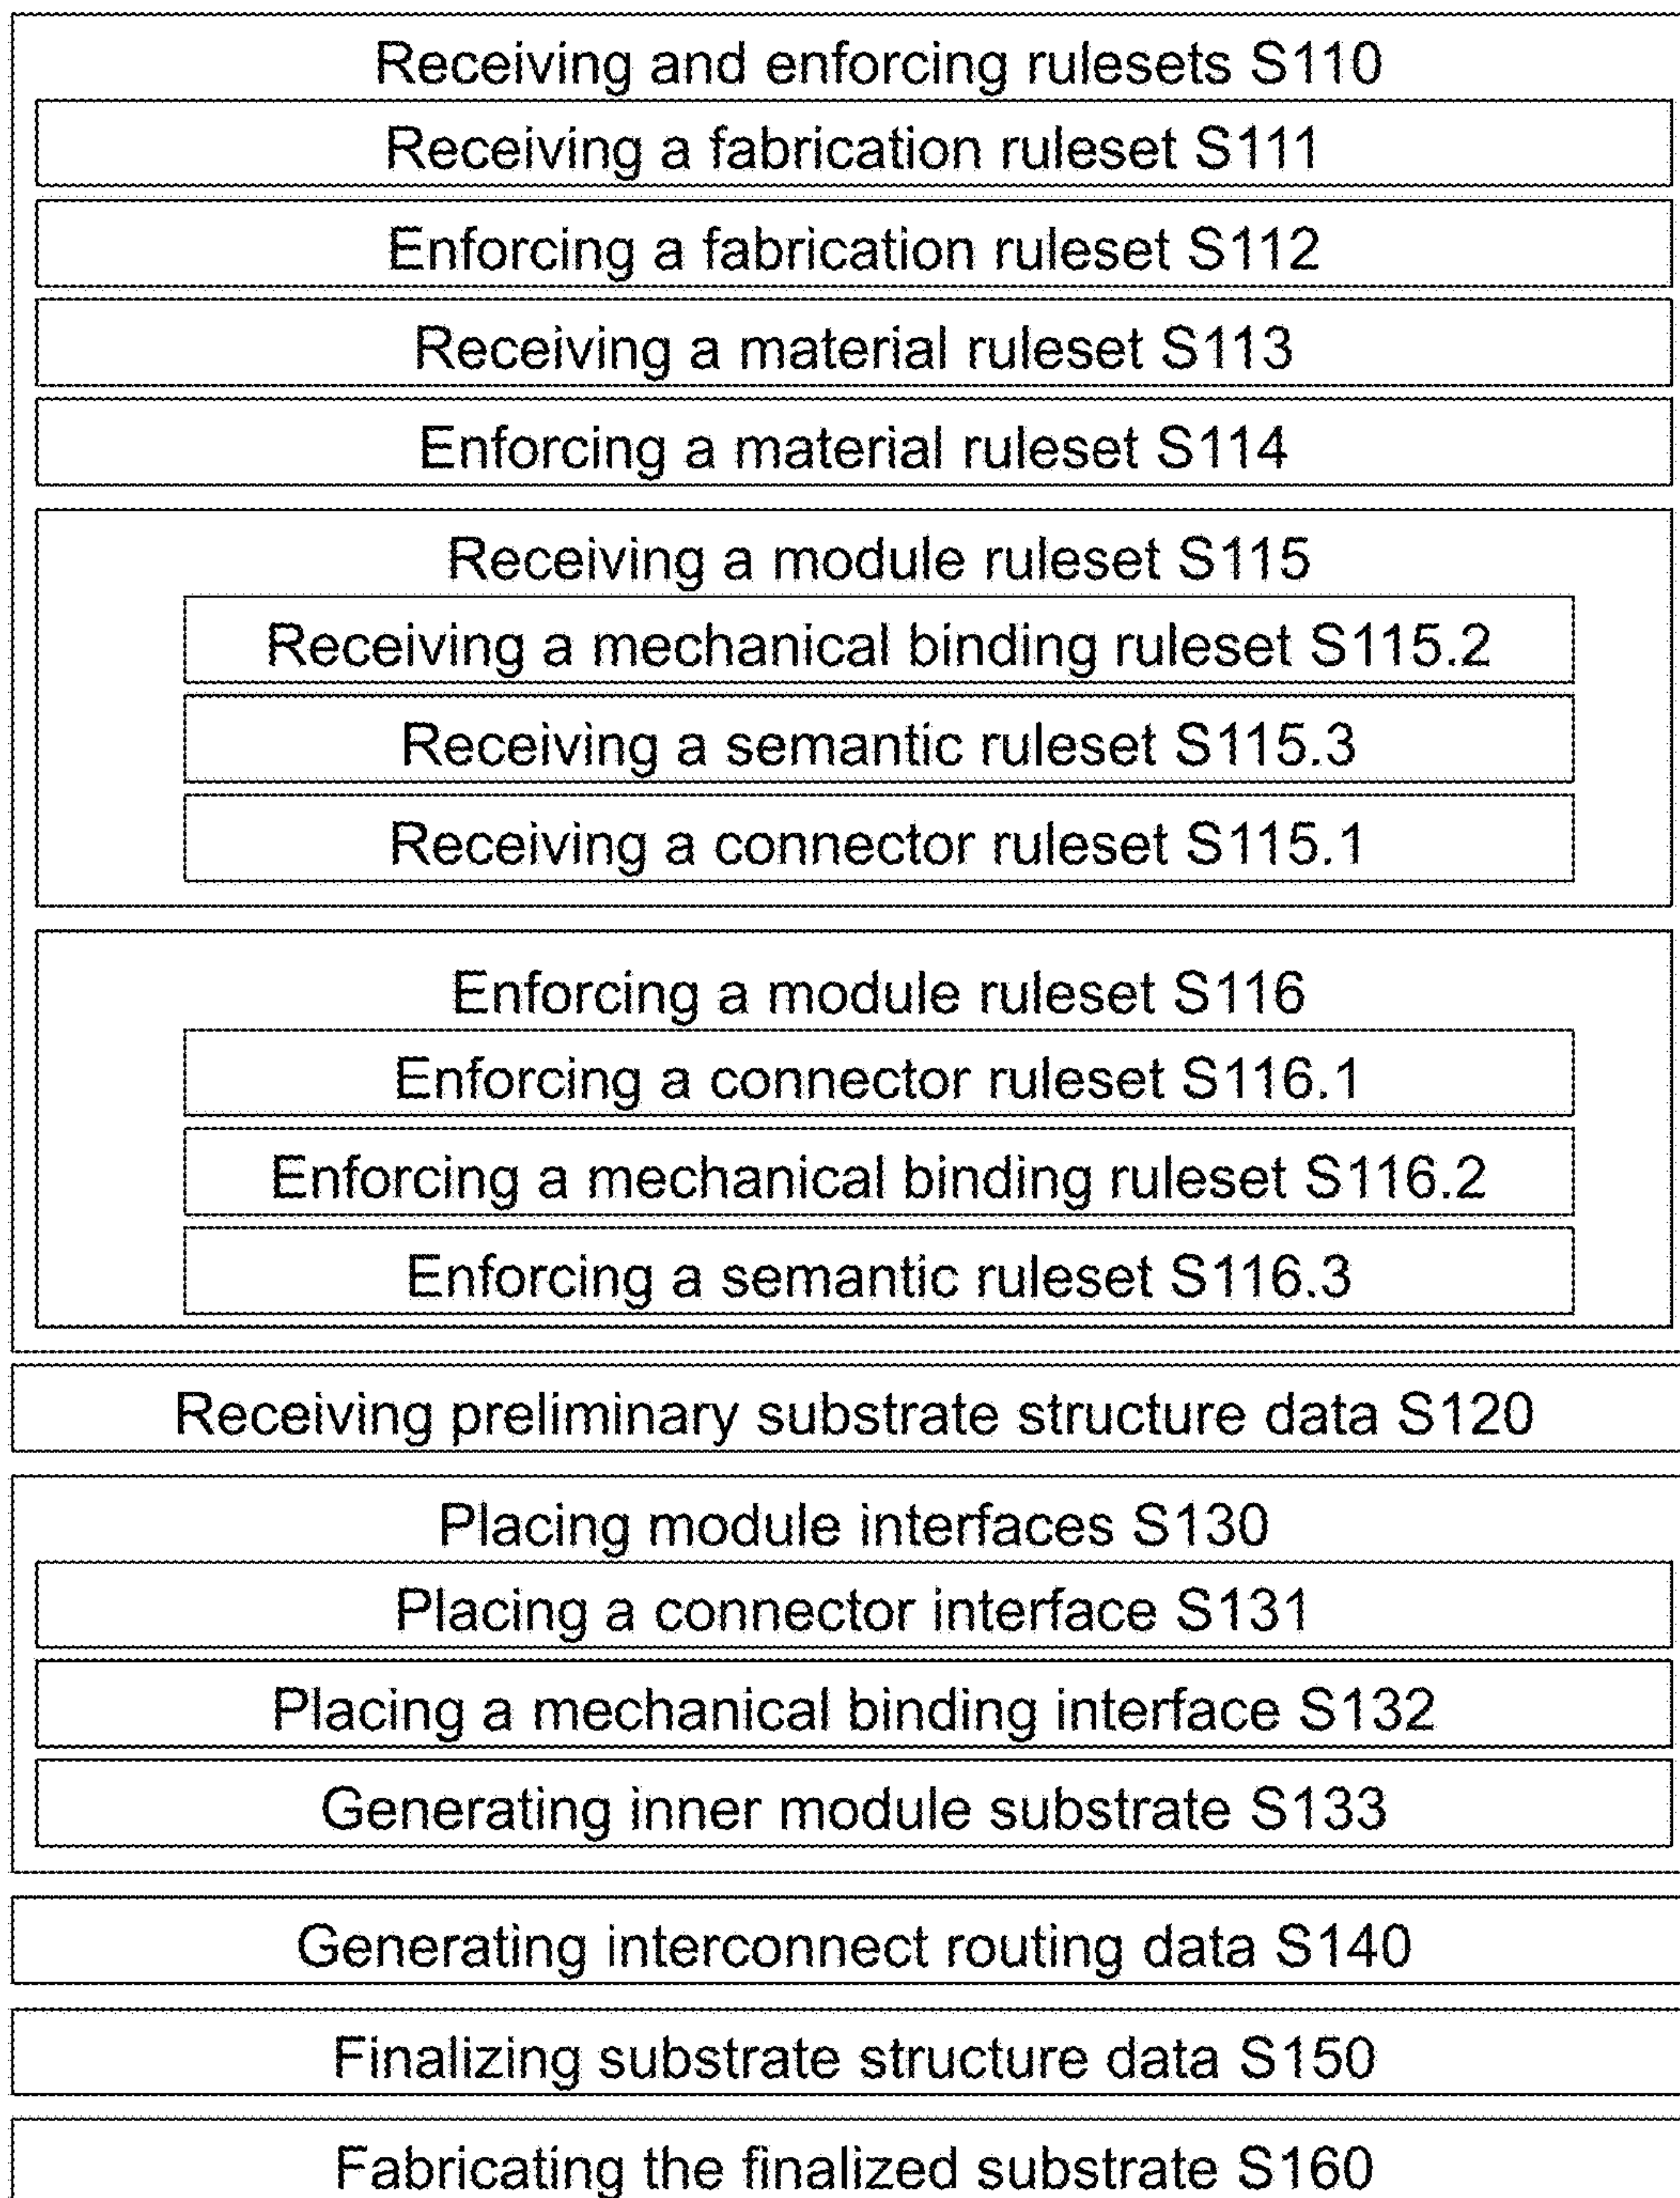 Receiving and enforcing rulesets S110
Receiving a fabrication ruleset S111
Enforcing a fabrication ruleset S112
Receiving a material ruleset S113
Enforcing a material ruleset S114
Receiving a module ruleset S115
Receiving a mechanical binding ruleset S115.2
Receiving a semantic ruleset S115.3
Receiving a connector ruleset S115.1
Enforcing a module ruleset S116
Enforcing a connector ruleset S116.1
Enforcing a mechanical binding ruleset S116.2
Enforcing a semantic ruleset S116.3
Receiving preliminary substrate structure data S120
Placing module interfaces S130
Placing a connector interface S131
Placing a mechanical binding interface S132
Generating inner module substrate S133
Generating interconnect routing data S140
Finalizing substrate structure data S150
Fabricating the finalized substrate S160